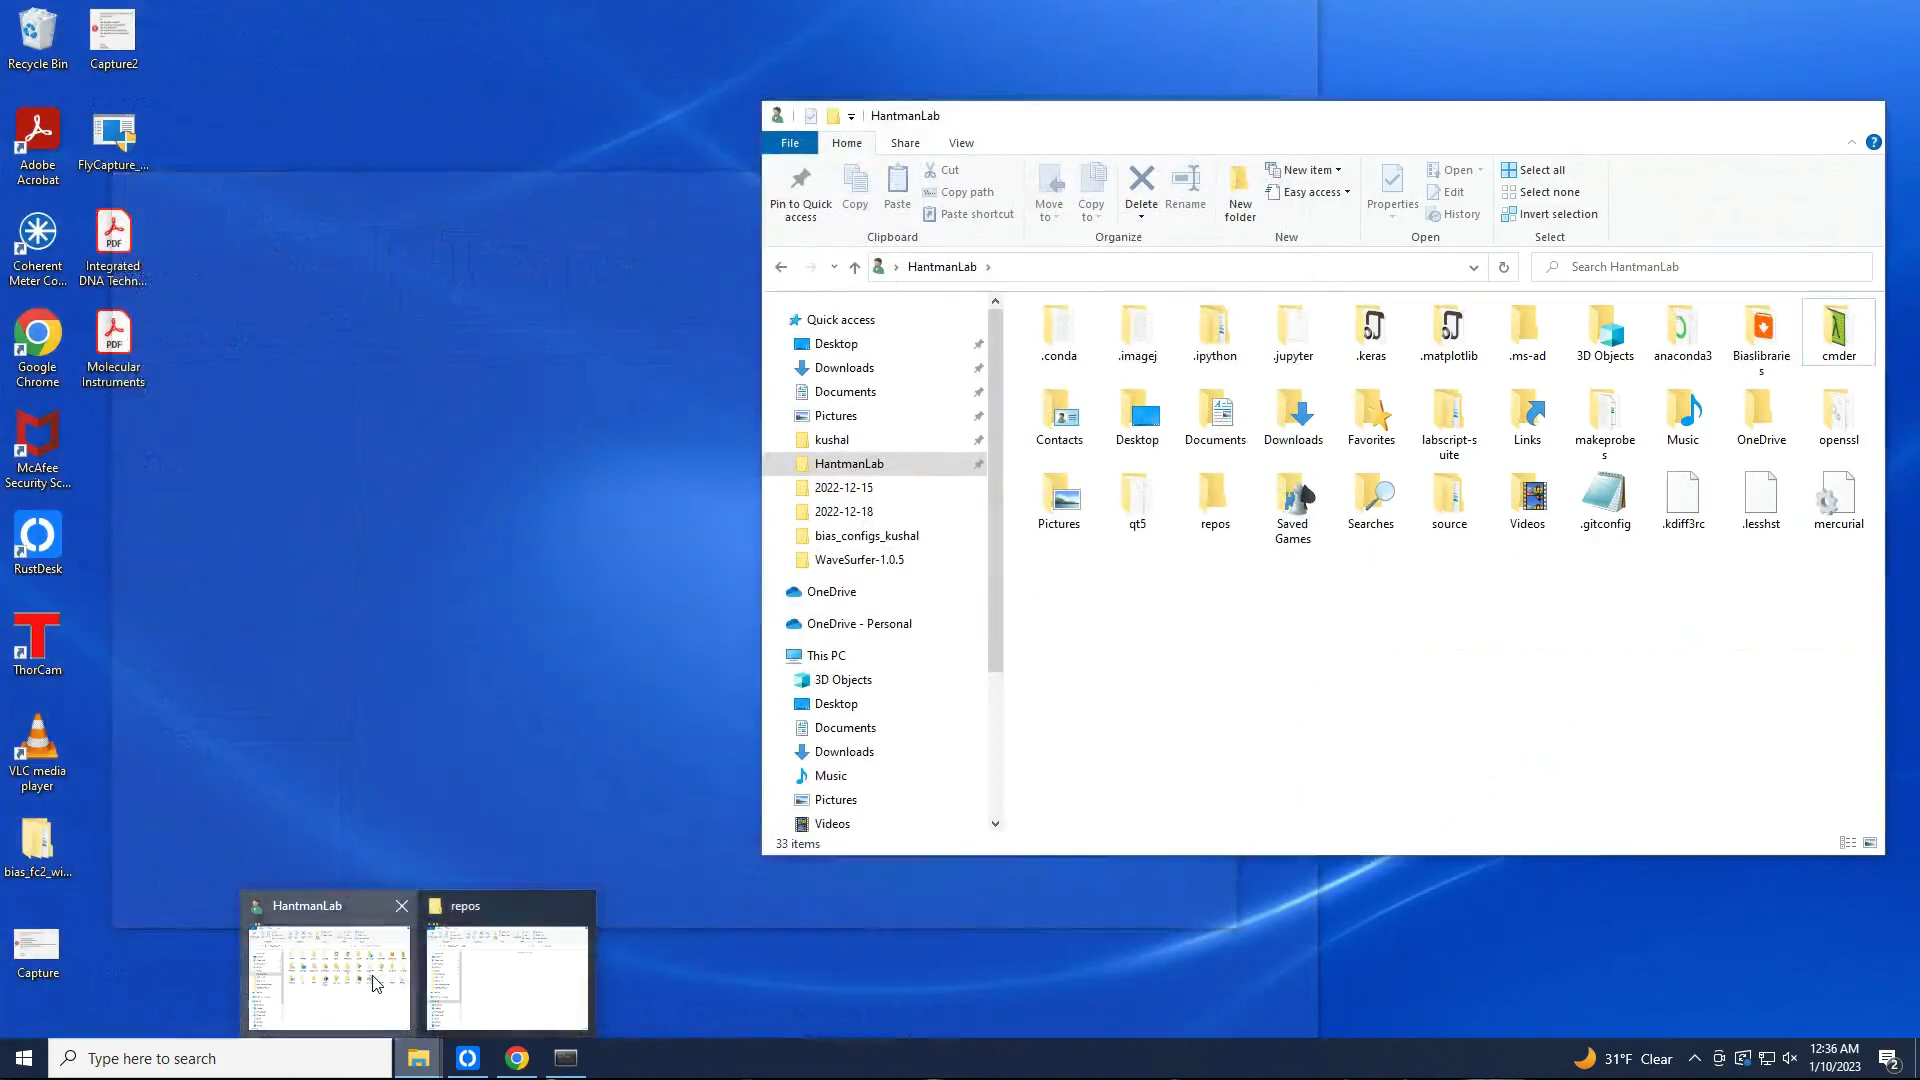 Recycle Bin
Capture2
Adobe
Acrobat
FlyCapture_...
Coherent
Meter Co...
Integrated
DNA Techn...
Google
Chrome
Molecular
Instruments
McAfee
Security Sc...
RustDesk
ThorCam
VLC media
player
bias_fc2_wi...
Capture
HantmanLab
File
Home
Share
View
Pin to Quick
access
Copy
Paste
Cut
Copy path
Paste shortcut
Clipboard
Move
to
Copy
to
Delete
Rename
Organize
New
folder
New item
Easy access
New
Properties
Open
Edit
History
Open
Select all
Select none
Invert selection
Select
HantmanLab
Search HantmanLab
Quick access
Desktop
Downloads
Documents
Pictures
kushal
HantmanLab
2022-12-15
2022-12-18
bias_configs_kushal
WaveSurfer-1.0.5
OneDrive
OneDrive - Personal
This PC
3D Objects
Desktop
Documents
Downloads
Music
Pictures
Videos
.conda
.imagej
.ipython
.jupyter
.keras
.matplotlib
.ms-ad
3D Objects
anaconda3
Biaslibrarie
s
cmder
Contacts
Desktop
Documents
Downloads
Favorites
labscript-s
uite
Links
makeprobe
s
Music
OneDrive
openssl
Pictures
qt5
repos
Saved
Games
Searches
source
Videos
.gitconfig
.kdiff3rc
.lesshst
mercurial
33 items
HantmanLab
repos
Type here to search
31°F Clear
12:36 AM
1/10/2023
2